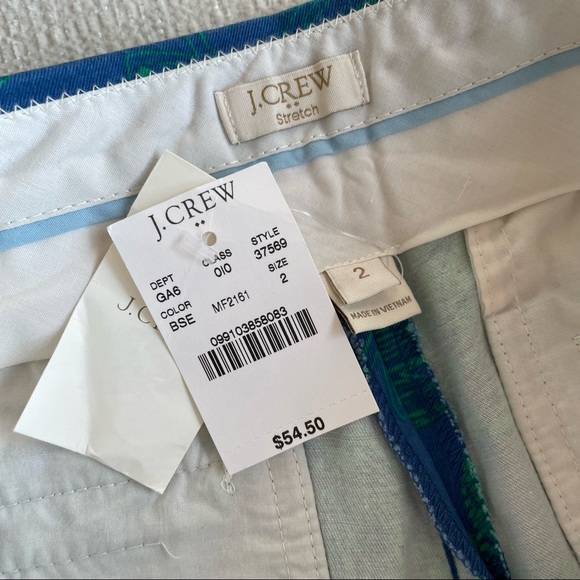 J.CREW
Stretch
2
MADE IN VIETNAM
J.CREW
DEPT CLASS STYLE
GA6 010 37569
COLOR SIZE
BSE MF2161 2
099103858083
$54.50
J.C